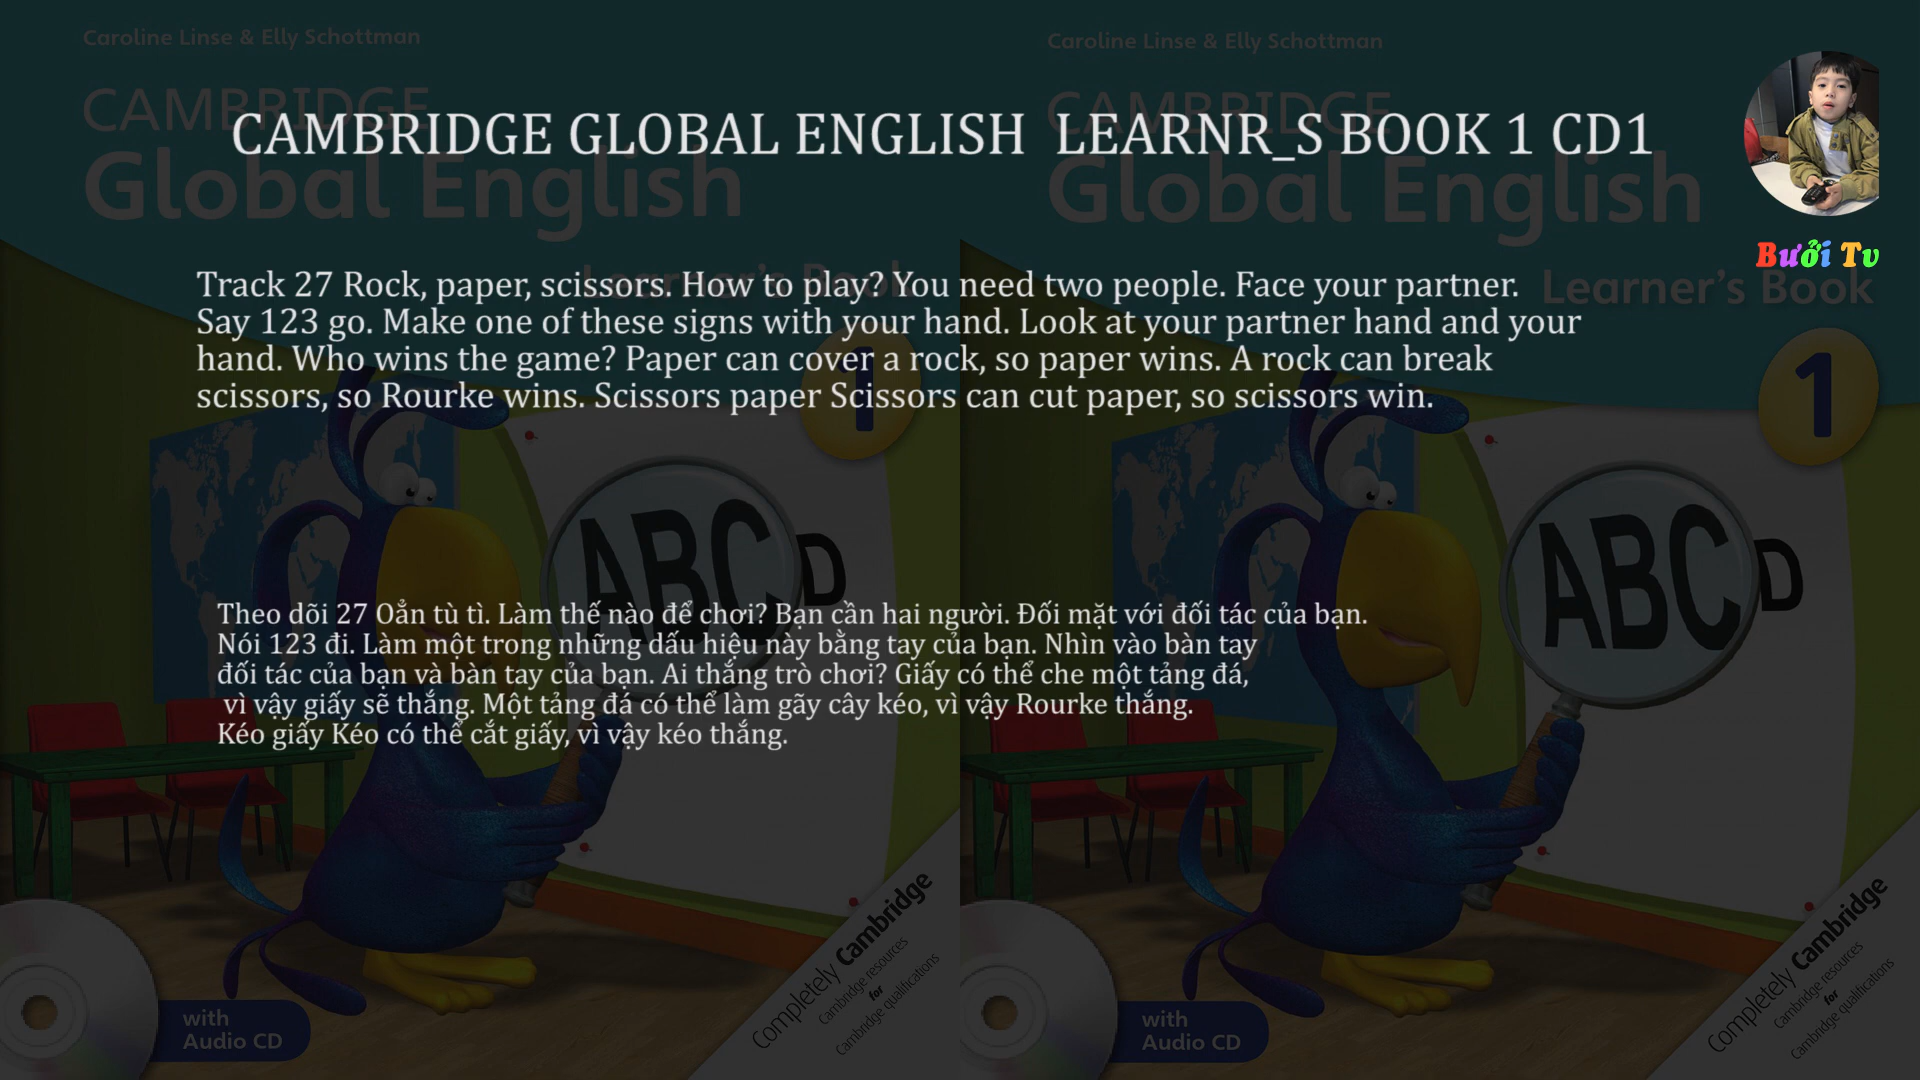 Caroline Linse & Elly Schottman
Caroline Linse & Elly Schottman
CAMBRIDGE
CAMBRIDGE
CAMBRIDGE GLOBAL ENGLISH LEARNR_S BOOK 1 CD1
Global English
Global English
Bưởi Tv
Learner's Book
Learner's Book
Track 27 Rock, paper, scissors. How to play? You need two people. Face your partner.
Say 123 go. Make one of these signs with your hand. Look at your partner hand and your
hand. Who wins the game? Paper can cover a rock, so paper wins. A rock can break
scissors, so Rourke wins. Scissors paper Scissors can cut paper, so scissors win.
1
1
ABC D
ABC D
Theo dõi 27 Oẳn tù tì. Làm thế nào để chơi? Bạn cần hai người. Đối mặt với đối tác của bạn.
Nói 123 đi. Làm một trong những dấu hiệu này bằng tay của bạn. Nhìn vào bàn tay
đối tác của bạn và bàn tay của bạn. Ai thắng trò chơi? Giấy có thể che một tảng đá,
vì vậy giấy sẽ thắng. Một tảng đá có thể làm gãy cây kéo, vì vậy Rourke thắng.
Kéo giấy Kéo có thể cắt giấy, vì vậy kéo thắng.
Completely Cambridge
Cambridge resources
for
Cambridge qualifications
Completely Cambridge
Cambridge resources
for
Cambridge qualifications
with
Audio CD
with
Audio CD